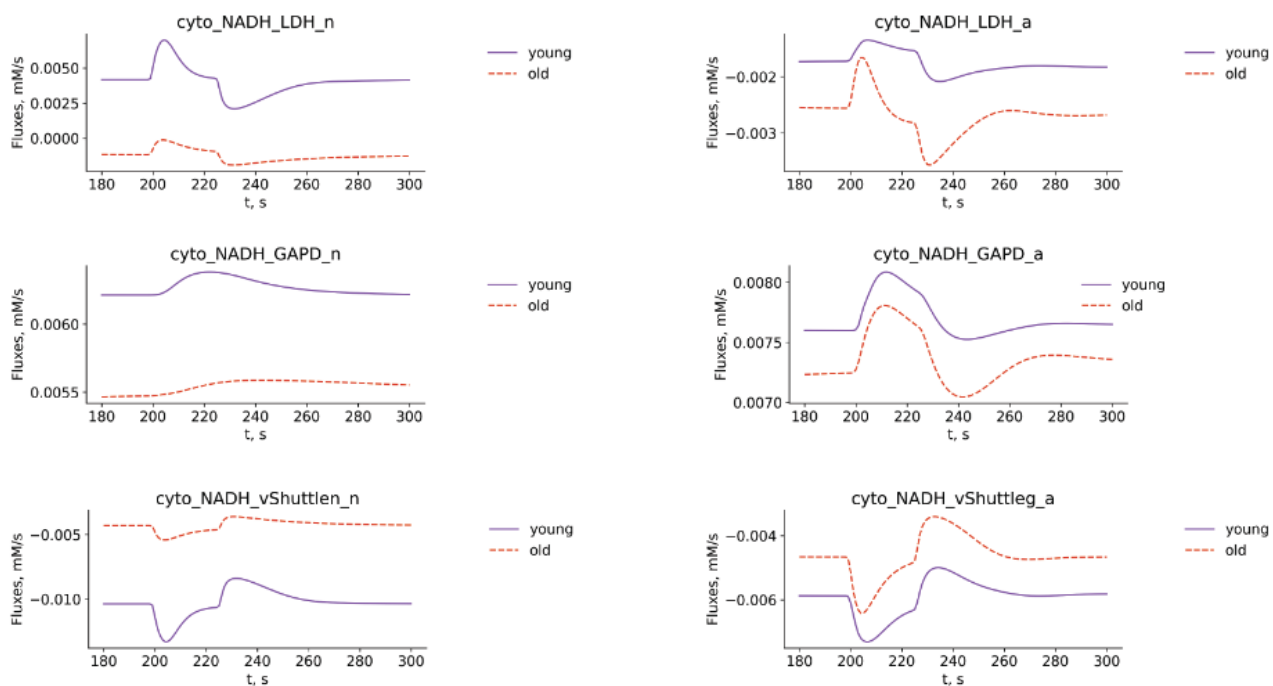 cyto_NADH_LDH_n
Fluxes, mM/s
0.0050
0.0025
0.0000
180 200 220 240 260 280 300
t, s
young
old
cyto_NADH_LDH_a
Fluxes, mM/s
−0.002
−0.003
180 200 220 240 260 280 300
t, s
young
old
cyto_NADH_GAPD_n
Fluxes, mM/s
0.0060
0.0055
180 200 220 240 260 280 300
t, s
young
old
cyto_NADH_GAPD_a
Fluxes, mM/s
0.0080
0.0075
0.0070
180 200 220 240 260 280 300
t, s
young
old
cyto_NADH_vShuttlen_n
Fluxes, mM/s
−0.005
−0.010
180 200 220 240 260 280 300
t, s
young
old
cyto_NADH_vShuttleg_a
Fluxes, mM/s
−0.004
−0.006
180 200 220 240 260 280 300
t, s
young
old